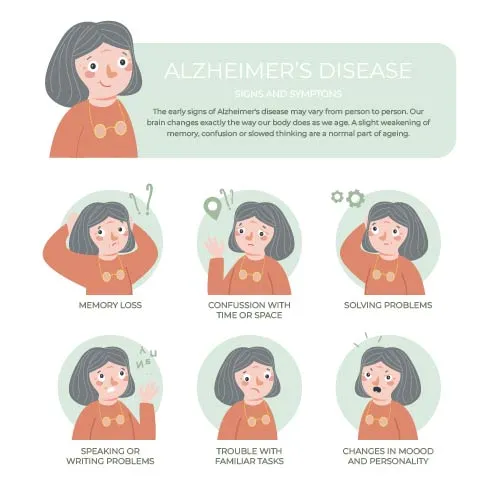 ALZHEIMER'S DISEASE
SIGNS AND SYMPTONS
The early signs of Alzheimer's disease may vary from person to person. Our
brain changes exactly the way our body does as we age. A slight weakening of
memory, confusion or slowed thinking are a normal part of ageing.
MEMORY LOSS
CONFUSSION WITH
TIME OR SPACE
SOLVING PROBLEMS
SPEAKING OR
WRITING PROBLEMS
TROUBLE WITH
FAMILIAR TASKS
CHANGES IN MOOOD
AND PERSONALITY